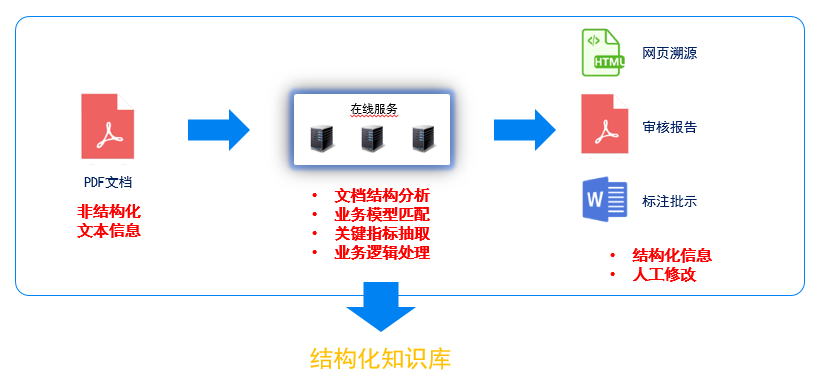 PDF文档
非结构化
文本信息
在线服务
• 文档结构分析
• 业务模型匹配
• 关键指标抽取
• 业务逻辑处理
</>
HTML
网页溯源
审核报告
W
标注批示
• 结构化信息
• 人工修改
结构化知识库